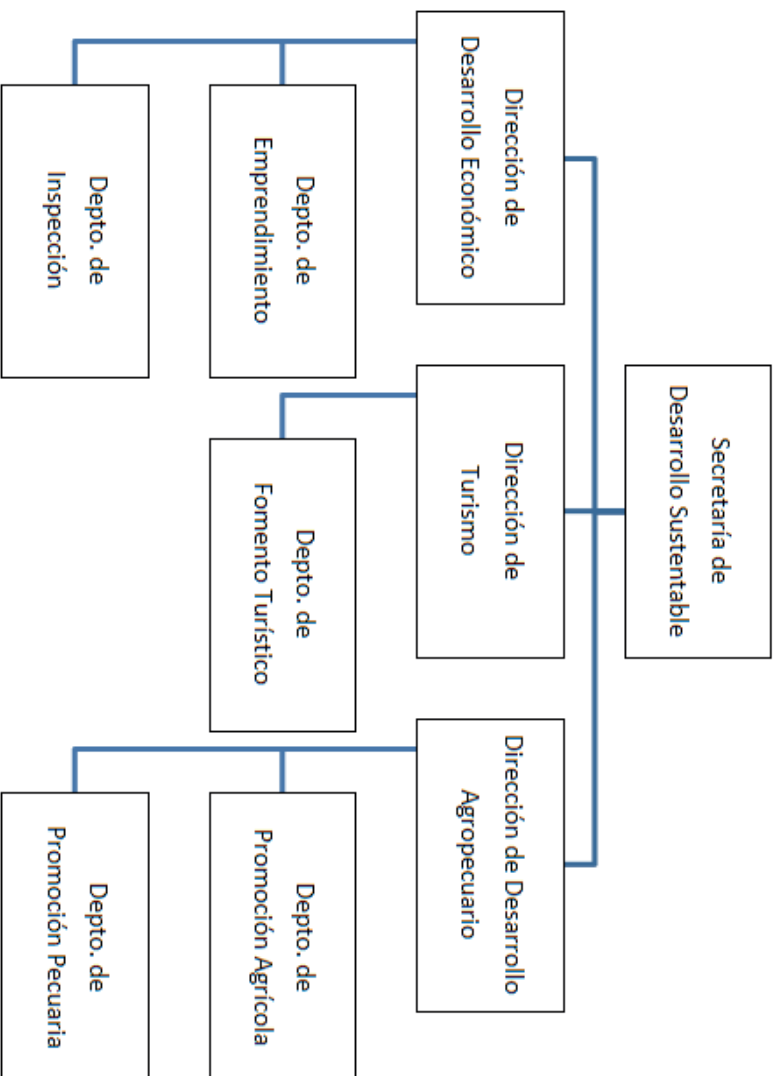 Secretaría de
Desarrollo Sustentable
Dirección de
Desarrollo Económico
Dirección de
Turismo
Dirección de Desarrollo
Agropecuario
Depto. de
Emprendimiento
Depto. de
Fomento Turístico
Depto. de
Promoción Agrícola
Depto. de
Inspección
Depto. de
Promoción Pecuaria